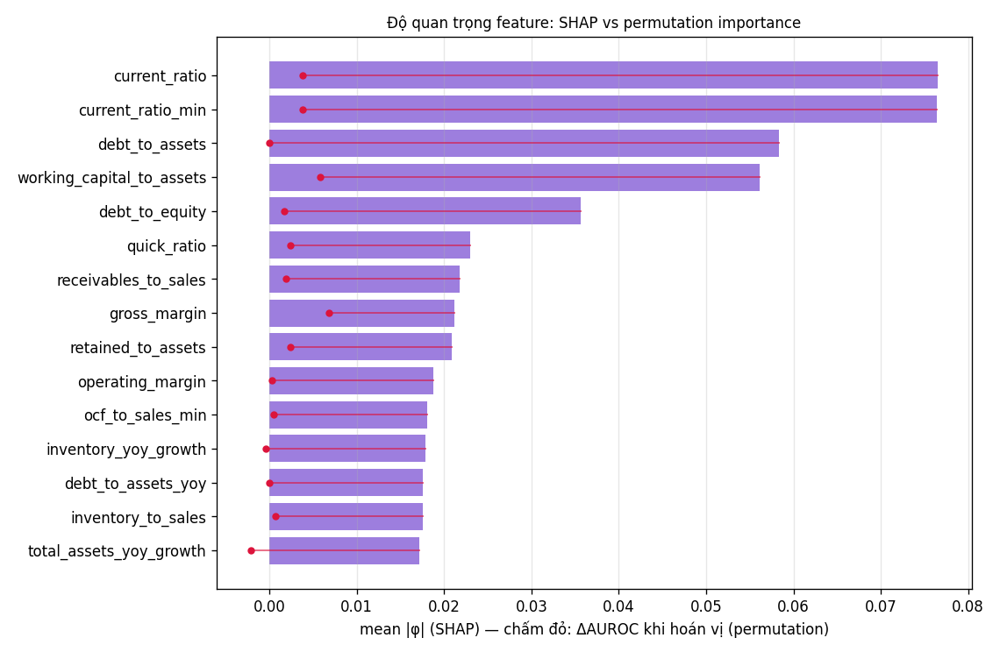 Độ quan trọng feature: SHAP vs permutation importance
current_ratio
current_ratio_min
debt_to_assets
working_capital_to_assets
debt_to_equity
quick_ratio
receivables_to_sales
gross_margin
retained_to_assets
operating_margin
ocf_to_sales_min
inventory_yoy_growth
debt_to_assets_yoy
inventory_to_sales
total_assets_yoy_growth
0.00 0.01 0.02 0.03 0.04 0.05 0.06 0.07 0.08
mean |φ| (SHAP) — chấm đỏ: ΔAUROC khi hoán vị (permutation)